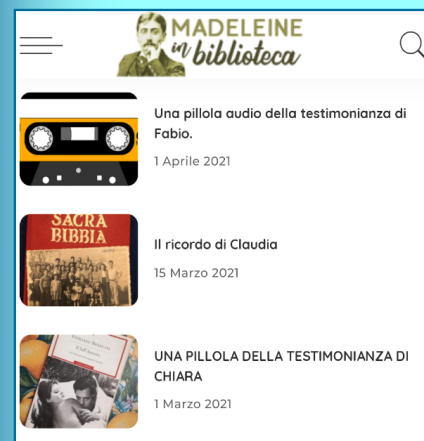 MADELEINE
in biblioteca
Una pillola audio della testimonianza di
Fabio.
1 Aprile 2021
SACRA
BIBBIA
Il ricordo di Claudia
15 Marzo 2021
UNA PILLOLA DELLA TESTIMONIANZA DI
CHIARA
1 Marzo 2021